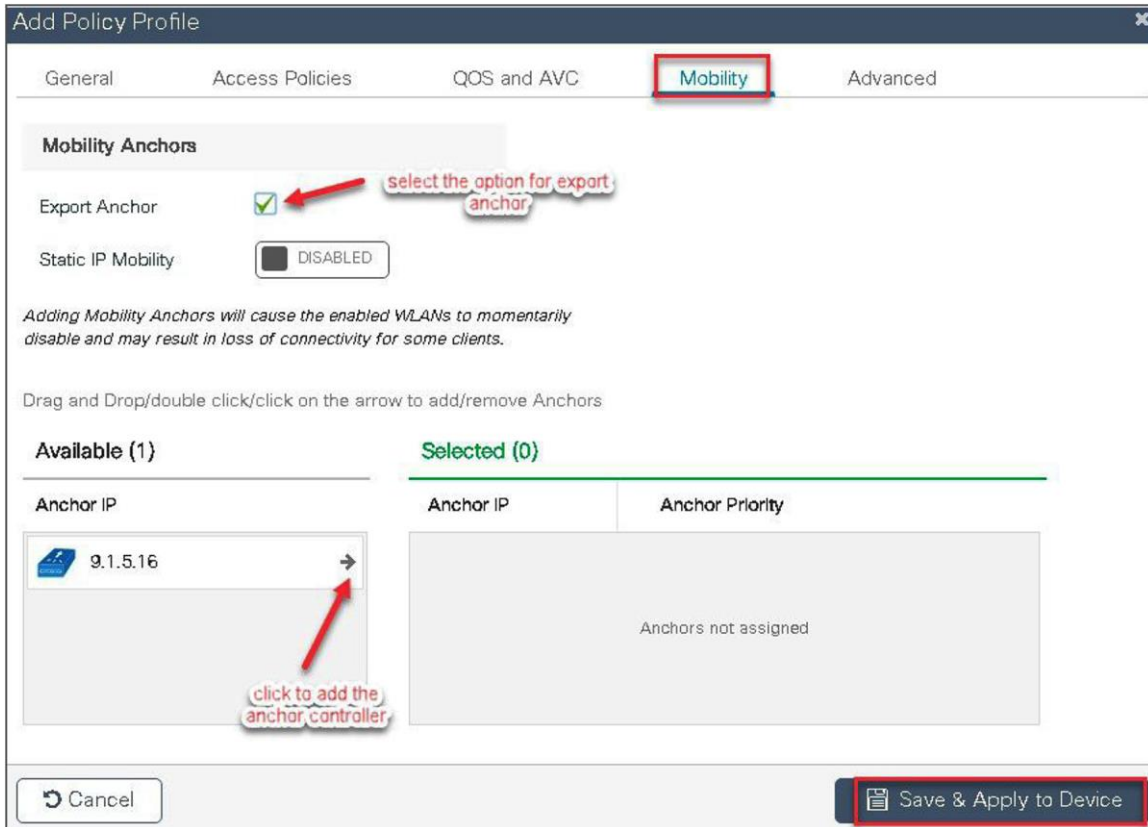 Add Policy Profile
General Access Policies QOS and AVC Mobility Advanced
Mobility Anchors
Export Anchor
select the option for export
anchor
Static IP Mobility DISABLED
Adding Mobility Anchors will cause the enabled WLANs to momentarily
disable and may result in loss of connectivity for some clients.
Drag and Drop/double click/click on the arrow to add/remove Anchors
Available (1) Selected (0)
Anchor IP Anchor IP Anchor Priority
9.1.5.16
Anchors not assigned
click to add the
anchor controller
Cancel Save & Apply to Device